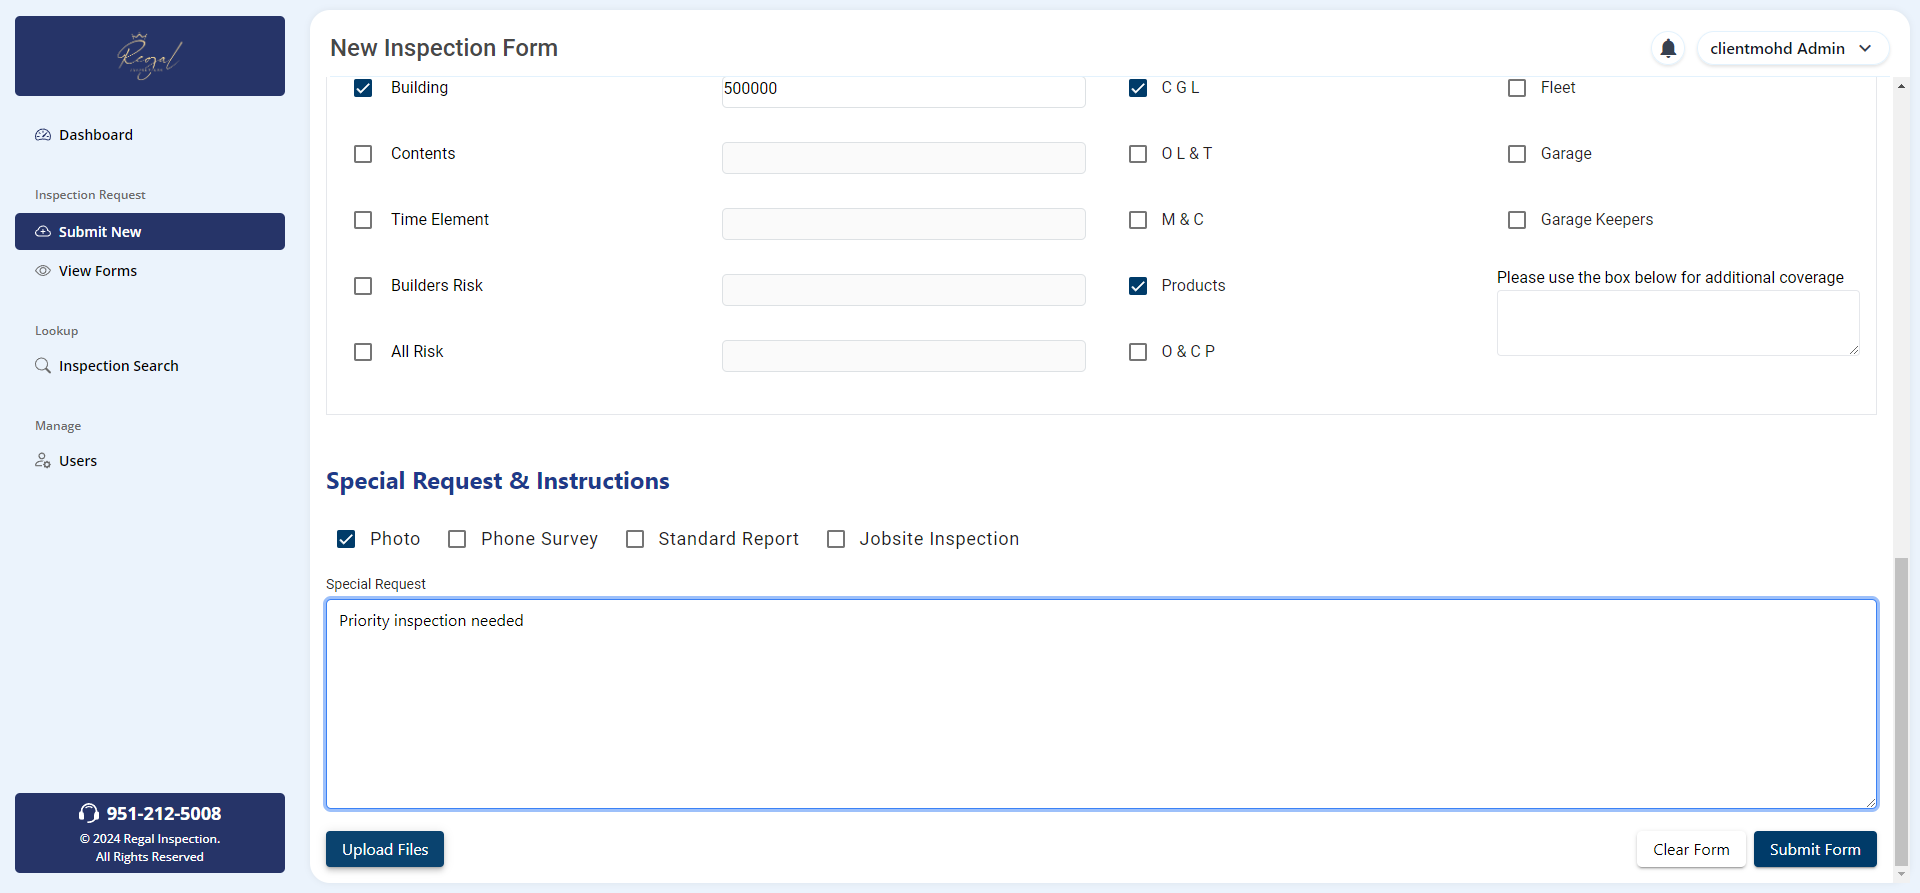 Regal
New Inspection Form
clientmohd Admin
Dashboard
Inspection Request
Submit New
View Forms
Lookup
Inspection Search
Manage
Users
951-212-5008
© 2024 Regal Inspection.
All Rights Reserved
Building
500000
C G L
Fleet
Contents
O L & T
Garage
Time Element
M & C
Garage Keepers
Builders Risk
Products
Please use the box below for additional coverage
All Risk
O & C P
Special Request & Instructions
Photo
Phone Survey
Standard Report
Jobsite Inspection
Special Request
Priority inspection needed
Upload Files
Clear Form
Submit Form